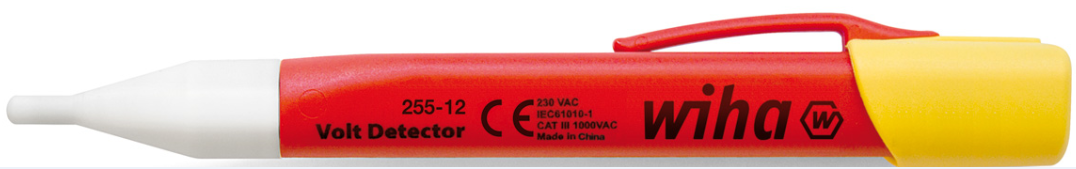 255-12
Volt Detector
CE
230 VAC
IEC61010-1
CAT III 1000VAC
Made in China
wiha
W